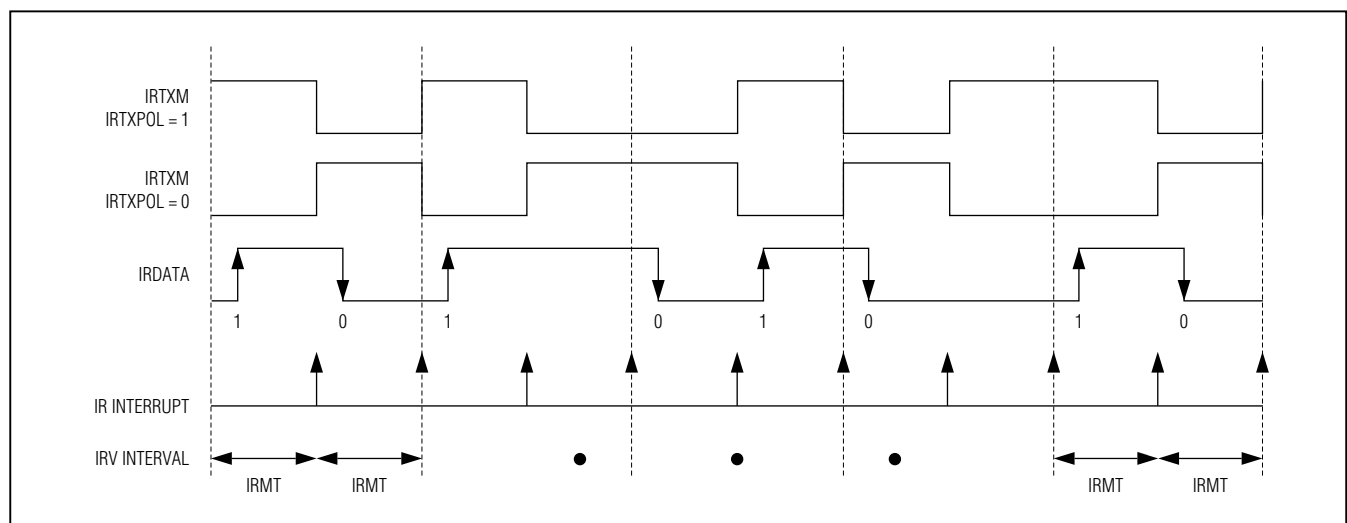 IRTXM
IRTXPOL = 1
IRTXM
IRTXPOL = 0
IRDATA
1 0 1 0 1 0 1 0
IR INTERRUPT
IRV INTERVAL
IRMT IRMT IRMT IRMT